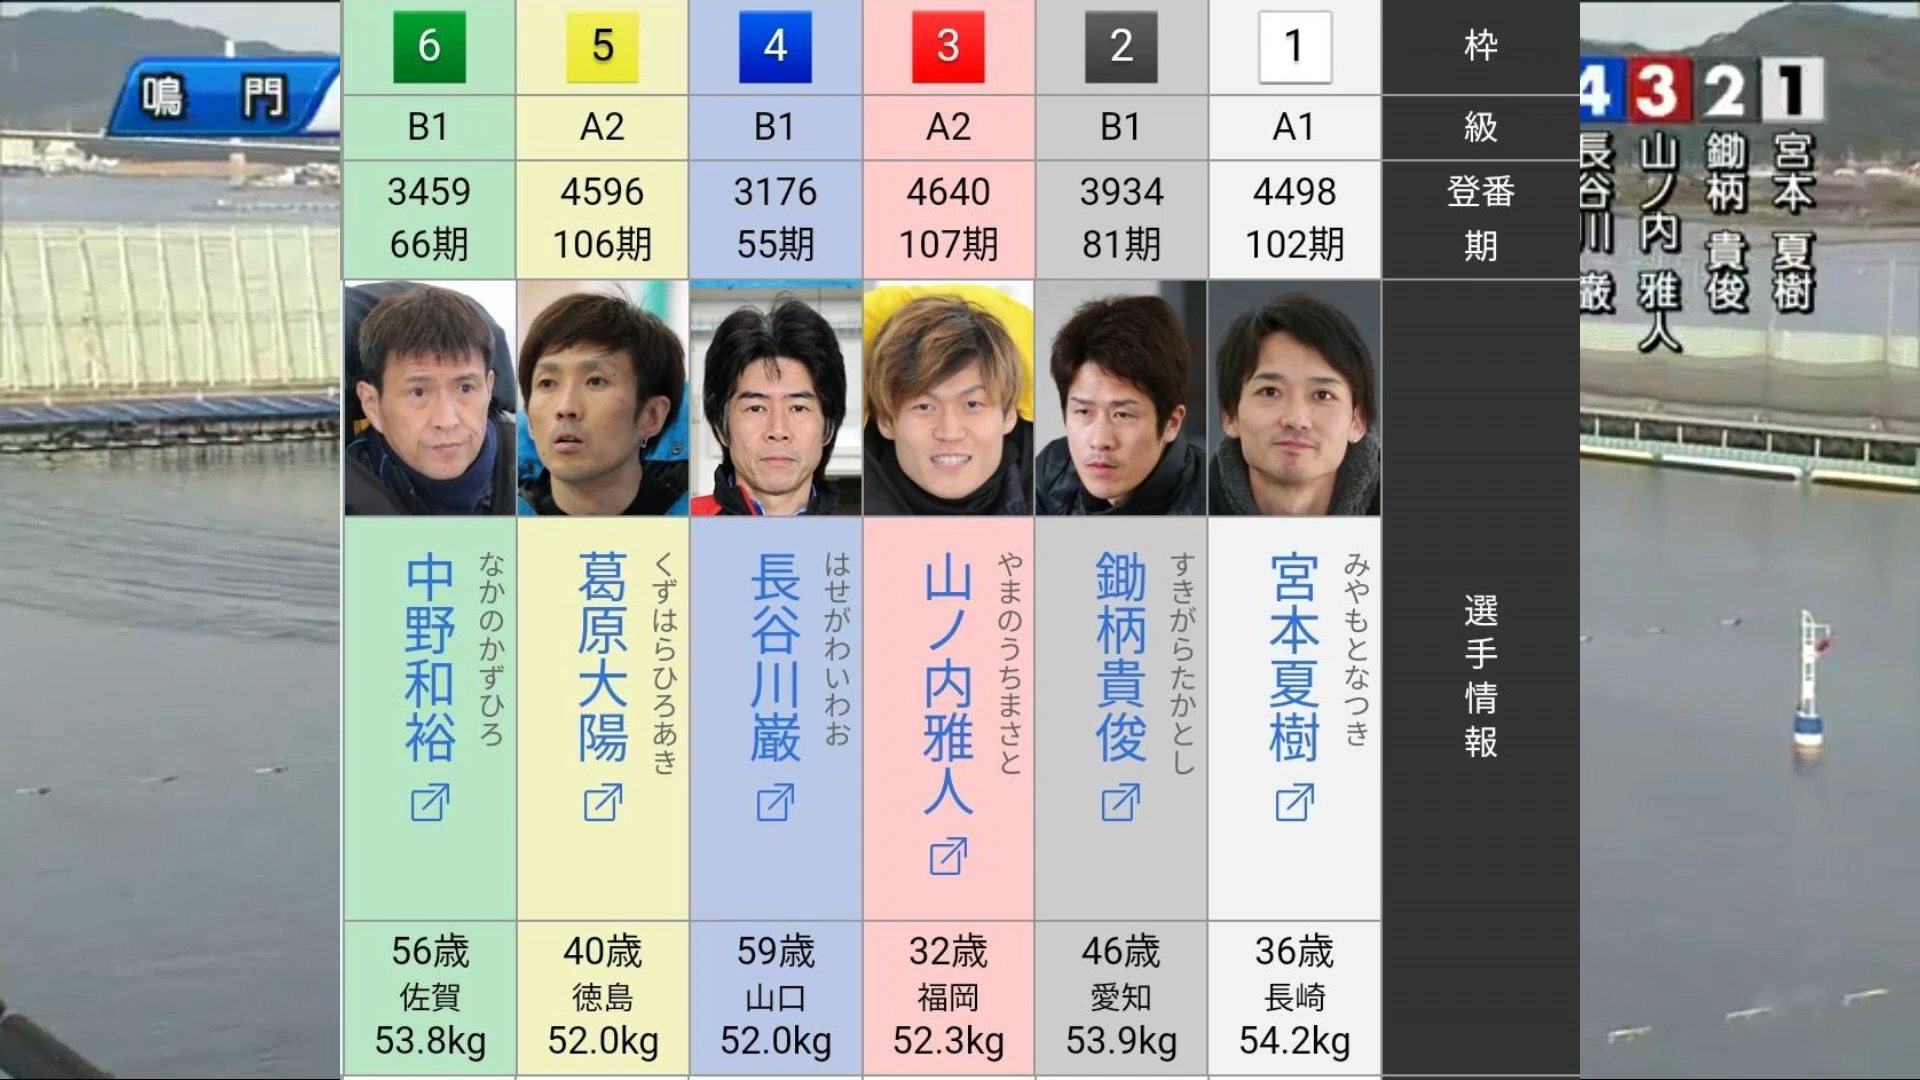 鳴 門
6 5 4 3 2 1 枠
B1 A2 B1 A2 B1 A1 級
3459 4596 3176 4640 3934 4498 登番
66期 106期 55期 107期 81期 102期 期
中野和裕
なかのかずひろ
葛原大陽
くずはらひろあき
長谷川巌
はせがわいわお
山ノ内雅人
やまのうちまさと
鋤柄貴俊
すきがらたかとし
宮本夏樹
みやもとなつき
選手情報
56歳 40歳 59歳 32歳 46歳 36歳
佐賀 徳島 山口 福岡 愛知 長崎
53.8kg 52.0kg 52.0kg 52.3kg 53.9kg 54.2kg
4 3 2 1
長谷川 巌
山ノ内 雅人
鋤柄 貴俊
宮本 夏樹